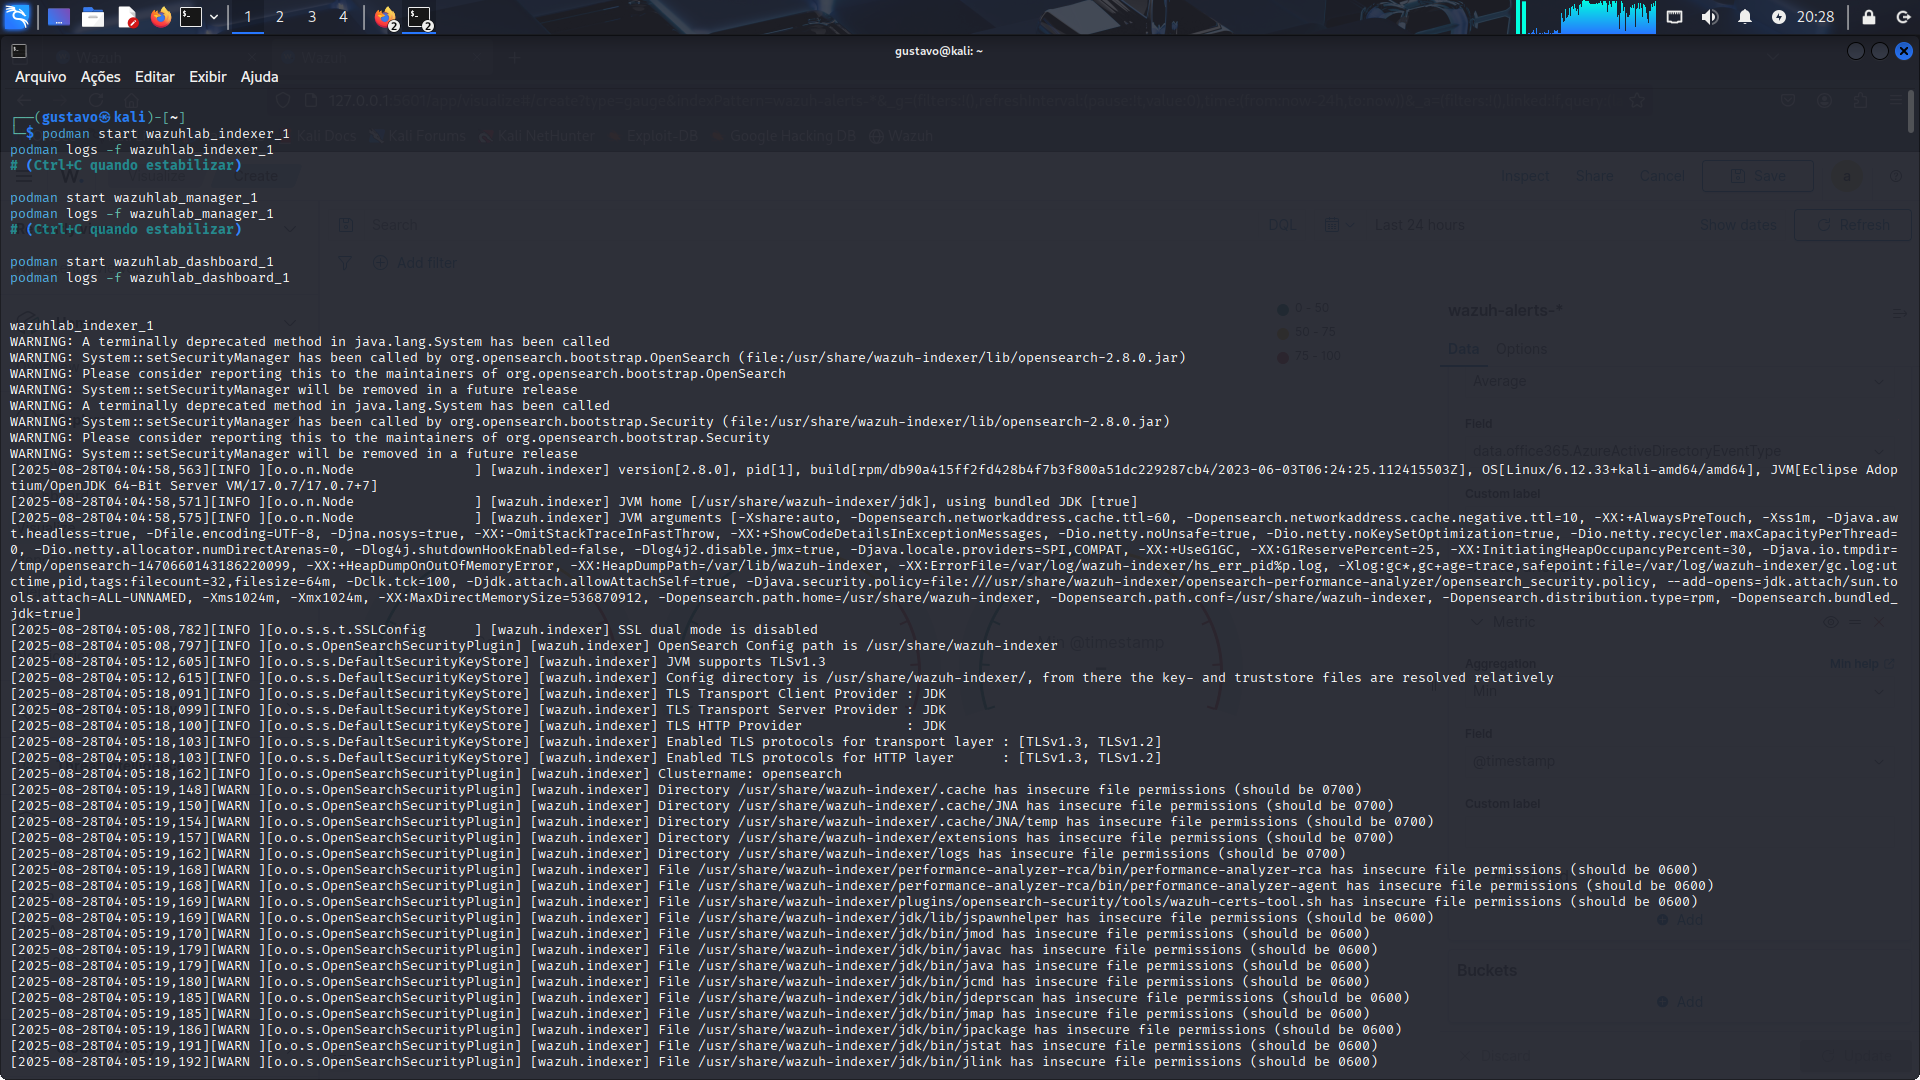 1 2 3 4 2 2 20:28
gustavo@kali: ~
Arquivo Ações Editar Exibir Ajuda
┌──(gustavo㉿kali)-[~]
└─$ podman start wazuhlab_indexer_1
podman logs -f wazuhlab_indexer_1
# (Ctrl+C quando estabilizar)
podman start wazuhlab_manager_1
podman logs -f wazuhlab_manager_1
# (Ctrl+C quando estabilizar)
podman start wazuhlab_dashboard_1
podman logs -f wazuhlab_dashboard_1
wazuhlab_indexer_1
WARNING: A terminally deprecated method in java.lang.System has been called
WARNING: System::setSecurityManager has been called by org.opensearch.bootstrap.OpenSearch (file:/usr/share/wazuh-indexer/lib/opensearch-2.8.0.jar)
WARNING: Please consider reporting this to the maintainers of org.opensearch.bootstrap.OpenSearch
WARNING: System::setSecurityManager will be removed in a future release
WARNING: A terminally deprecated method in java.lang.System has been called
WARNING: System::setSecurityManager has been called by org.opensearch.bootstrap.Security (file:/usr/share/wazuh-indexer/lib/opensearch-2.8.0.jar)
WARNING: Please consider reporting this to the maintainers of org.opensearch.bootstrap.Security
WARNING: System::setSecurityManager will be removed in a future release
[2025-08-28T04:04:58,563][INFO ][o.o.n.Node               ] [wazuh.indexer] version[2.8.0], pid[1], build[rpm/db90a415ff2fd428b4f7b3f800a51dc229287cb4/2023-06-03T06:24:25.112415503Z], OS[Linux/6.12.33+kali-amd64/amd64], JVM[Eclipse Adop
tium/OpenJDK 64-Bit Server VM/17.0.7/17.0.7+7]
[2025-08-28T04:04:58,571][INFO ][o.o.n.Node               ] [wazuh.indexer] JVM home [/usr/share/wazuh-indexer/jdk], using bundled JDK [true]
[2025-08-28T04:04:58,575][INFO ][o.o.n.Node               ] [wazuh.indexer] JVM arguments [-Xshare:auto, -Dopensearch.networkaddress.cache.ttl=60, -Dopensearch.networkaddress.cache.negative.ttl=10, -XX:+AlwaysPreTouch, -Xss1m, -Djava.aw
t.headless=true, -Dfile.encoding=UTF-8, -Djna.nosys=true, -XX:-OmitStackTraceInFastThrow, -XX:+ShowCodeDetailsInExceptionMessages, -Dio.netty.noUnsafe=true, -Dio.netty.noKeySetOptimization=true, -Dio.netty.recycler.maxCapacityPerThread=
0, -Dio.netty.allocator.numDirectArenas=0, -Dlog4j.shutdownHookEnabled=false, -Dlog4j2.disable.jmx=true, -Djava.locale.providers=SPI,COMPAT, -XX:+UseG1GC, -XX:G1ReservePercent=25, -XX:InitiatingHeapOccupancyPercent=30, -Djava.io.tmpdir=
/tmp/opensearch-1470660143186220099, -XX:+HeapDumpOnOutOfMemoryError, -XX:HeapDumpPath=/var/lib/wazuh-indexer, -XX:ErrorFile=/var/log/wazuh-indexer/hs_err_pid%p.log, -Xlog:gc*,gc+age=trace,safepoint:file=/var/log/wazuh-indexer/gc.log:ut
ctime,pid,tags:filecount=32,filesize=64m, -Dclk.tck=100, -Djdk.attach.allowAttachSelf=true, -Djava.security.policy=file:///usr/share/wazuh-indexer/opensearch-performance-analyzer/opensearch_security.policy, --add-opens=jdk.attach/sun.to
ols.attach=ALL-UNNAMED, -Xms1024m, -Xmx1024m, -XX:MaxDirectMemorySize=536870912, -Dopensearch.path.home=/usr/share/wazuh-indexer, -Dopensearch.path.conf=/usr/share/wazuh-indexer, -Dopensearch.distribution.type=rpm, -Dopensearch.bundled_
jdk=true]
[2025-08-28T04:05:08,782][INFO ][o.o.s.s.t.SSLConfig      ] [wazuh.indexer] SSL dual mode is disabled
[2025-08-28T04:05:08,797][INFO ][o.o.s.OpenSearchSecurityPlugin] [wazuh.indexer] OpenSearch Config path is /usr/share/wazuh-indexer
[2025-08-28T04:05:12,605][INFO ][o.o.s.s.DefaultSecurityKeyStore] [wazuh.indexer] JVM supports TLSv1.3
[2025-08-28T04:05:12,615][INFO ][o.o.s.s.DefaultSecurityKeyStore] [wazuh.indexer] Config directory is /usr/share/wazuh-indexer/, from there the key- and truststore files are resolved relatively
[2025-08-28T04:05:18,091][INFO ][o.o.s.s.DefaultSecurityKeyStore] [wazuh.indexer] TLS Transport Client Provider : JDK
[2025-08-28T04:05:18,099][INFO ][o.o.s.s.DefaultSecurityKeyStore] [wazuh.indexer] TLS Transport Server Provider : JDK
[2025-08-28T04:05:18,100][INFO ][o.o.s.s.DefaultSecurityKeyStore] [wazuh.indexer] TLS HTTP Provider             : JDK
[2025-08-28T04:05:18,103][INFO ][o.o.s.s.DefaultSecurityKeyStore] [wazuh.indexer] Enabled TLS protocols for transport layer : [TLSv1.3, TLSv1.2]
[2025-08-28T04:05:18,103][INFO ][o.o.s.s.DefaultSecurityKeyStore] [wazuh.indexer] Enabled TLS protocols for HTTP layer      : [TLSv1.3, TLSv1.2]
[2025-08-28T04:05:18,162][INFO ][o.o.s.OpenSearchSecurityPlugin] [wazuh.indexer] Clustername: opensearch
[2025-08-28T04:05:19,148][WARN ][o.o.s.OpenSearchSecurityPlugin] [wazuh.indexer] Directory /usr/share/wazuh-indexer/.cache has insecure file permissions (should be 0700)
[2025-08-28T04:05:19,150][WARN ][o.o.s.OpenSearchSecurityPlugin] [wazuh.indexer] Directory /usr/share/wazuh-indexer/.cache/JNA has insecure file permissions (should be 0700)
[2025-08-28T04:05:19,154][WARN ][o.o.s.OpenSearchSecurityPlugin] [wazuh.indexer] Directory /usr/share/wazuh-indexer/.cache/JNA/temp has insecure file permissions (should be 0700)
[2025-08-28T04:05:19,157][WARN ][o.o.s.OpenSearchSecurityPlugin] [wazuh.indexer] Directory /usr/share/wazuh-indexer/extensions has insecure file permissions (should be 0700)
[2025-08-28T04:05:19,162][WARN ][o.o.s.OpenSearchSecurityPlugin] [wazuh.indexer] Directory /usr/share/wazuh-indexer/logs has insecure file permissions (should be 0700)
[2025-08-28T04:05:19,168][WARN ][o.o.s.OpenSearchSecurityPlugin] [wazuh.indexer] File /usr/share/wazuh-indexer/performance-analyzer-rca/bin/performance-analyzer-rca has insecure file permissions (should be 0600)
[2025-08-28T04:05:19,168][WARN ][o.o.s.OpenSearchSecurityPlugin] [wazuh.indexer] File /usr/share/wazuh-indexer/performance-analyzer-rca/bin/performance-analyzer-agent has insecure file permissions (should be 0600)
[2025-08-28T04:05:19,169][WARN ][o.o.s.OpenSearchSecurityPlugin] [wazuh.indexer] File /usr/share/wazuh-indexer/plugins/opensearch-security/tools/wazuh-certs-tool.sh has insecure file permissions (should be 0600)
[2025-08-28T04:05:19,169][WARN ][o.o.s.OpenSearchSecurityPlugin] [wazuh.indexer] File /usr/share/wazuh-indexer/jdk/lib/jspawnhelper has insecure file permissions (should be 0600)
[2025-08-28T04:05:19,170][WARN ][o.o.s.OpenSearchSecurityPlugin] [wazuh.indexer] File /usr/share/wazuh-indexer/jdk/bin/jmod has insecure file permissions (should be 0600)
[2025-08-28T04:05:19,179][WARN ][o.o.s.OpenSearchSecurityPlugin] [wazuh.indexer] File /usr/share/wazuh-indexer/jdk/bin/javac has insecure file permissions (should be 0600)
[2025-08-28T04:05:19,179][WARN ][o.o.s.OpenSearchSecurityPlugin] [wazuh.indexer] File /usr/share/wazuh-indexer/jdk/bin/java has insecure file permissions (should be 0600)
[2025-08-28T04:05:19,180][WARN ][o.o.s.OpenSearchSecurityPlugin] [wazuh.indexer] File /usr/share/wazuh-indexer/jdk/bin/jcmd has insecure file permissions (should be 0600)
[2025-08-28T04:05:19,185][WARN ][o.o.s.OpenSearchSecurityPlugin] [wazuh.indexer] File /usr/share/wazuh-indexer/jdk/bin/jdeprscan has insecure file permissions (should be 0600)
[2025-08-28T04:05:19,185][WARN ][o.o.s.OpenSearchSecurityPlugin] [wazuh.indexer] File /usr/share/wazuh-indexer/jdk/bin/jmap has insecure file permissions (should be 0600)
[2025-08-28T04:05:19,186][WARN ][o.o.s.OpenSearchSecurityPlugin] [wazuh.indexer] File /usr/share/wazuh-indexer/jdk/bin/jpackage has insecure file permissions (should be 0600)
[2025-08-28T04:05:19,191][WARN ][o.o.s.OpenSearchSecurityPlugin] [wazuh.indexer] File /usr/share/wazuh-indexer/jdk/bin/jstat has insecure file permissions (should be 0600)
[2025-08-28T04:05:19,192][WARN ][o.o.s.OpenSearchSecurityPlugin] [wazuh.indexer] File /usr/share/wazuh-indexer/jdk/bin/jlink has insecure file permissions (should be 0600)